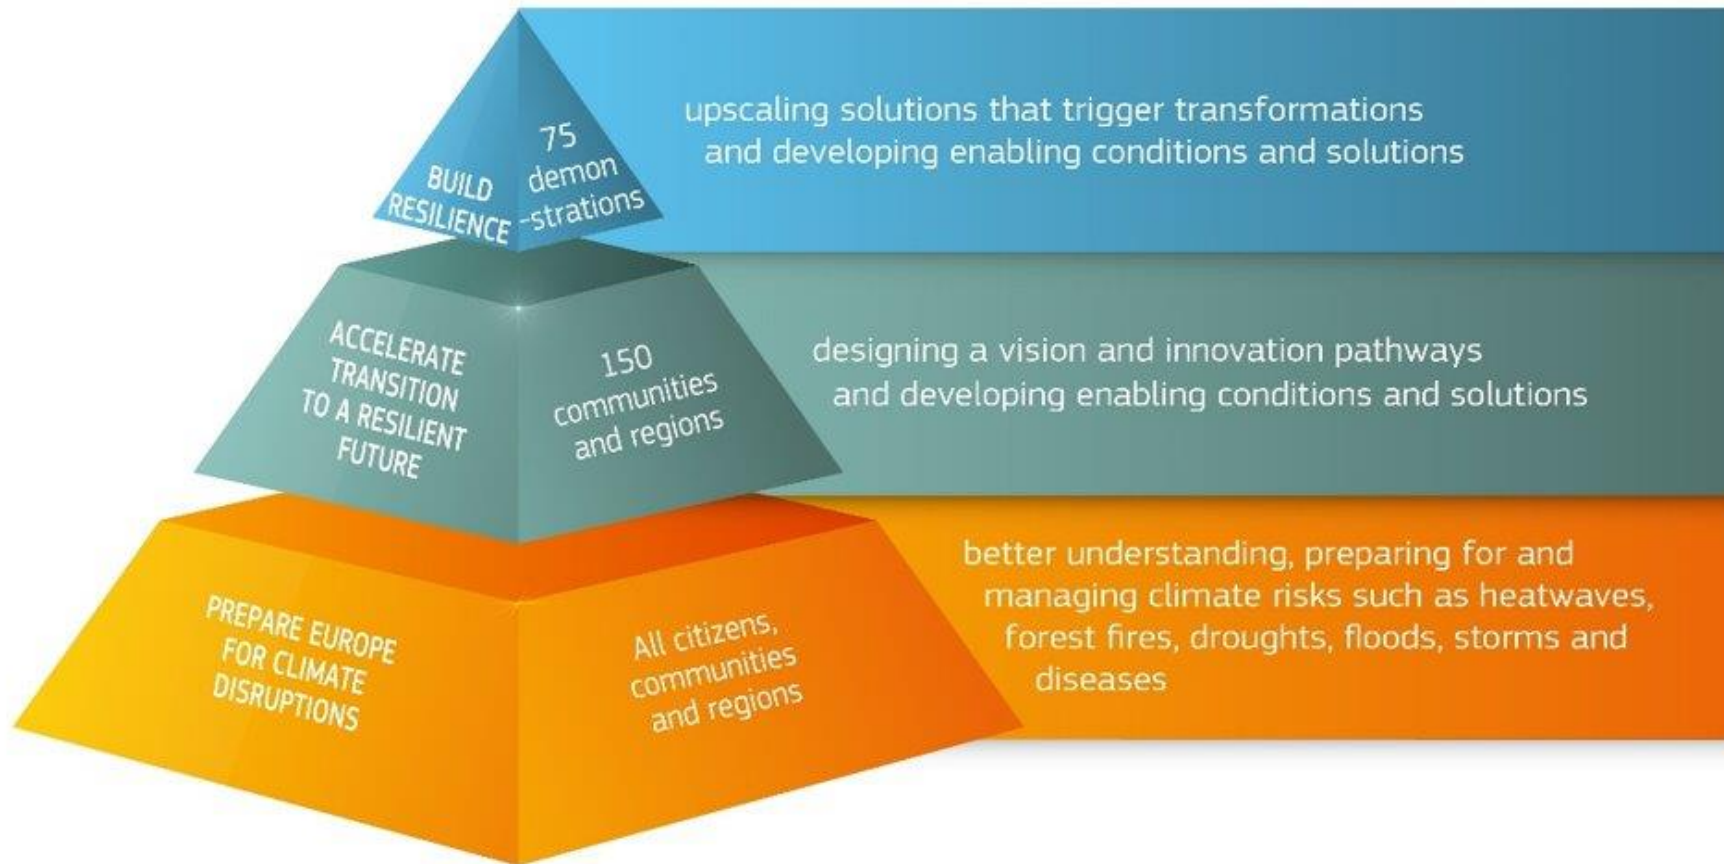 BUILD
RESILIENCE
75
demon
-strations
upscaling solutions that trigger transformations
and developing enabling conditions and solutions
ACCELERATE
TRANSITION
TO A RESILIENT
FUTURE
150
communities
and regions
designing a vision and innovation pathways
and developing enabling conditions and solutions
PREPARE EUROPE
FOR CLIMATE
DISRUPTIONS
All citizens,
communities
and regions
better understanding, preparing for and
managing climate risks such as heatwaves,
forest fires, droughts, floods, storms and
diseases